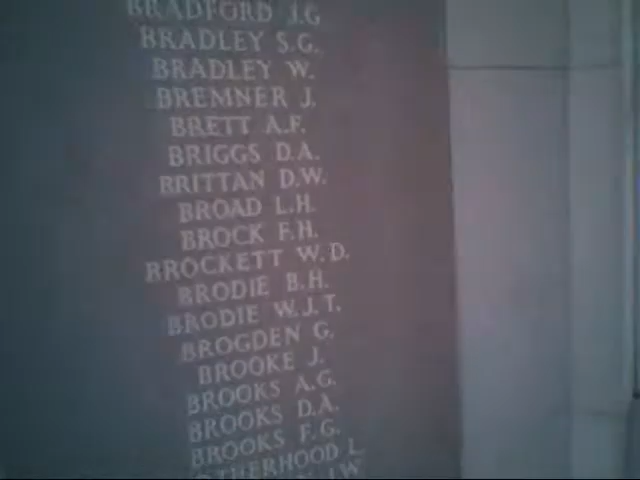 BRADFORD J.G
BRADLEY S.G.
BRADLEY W.
BREMNER J.
BRETT A.F.
BRIGGS D.A.
BRITTAN D.W.
BROAD L.H.
BROCK F.H.
BROCKETT W.D.
BRODIE B.H.
BRODIE W.J.T.
BROGDEN G.
BROOKE J.
BROOKS A.G.
BROOKS D.A.
BROOKS F.G.